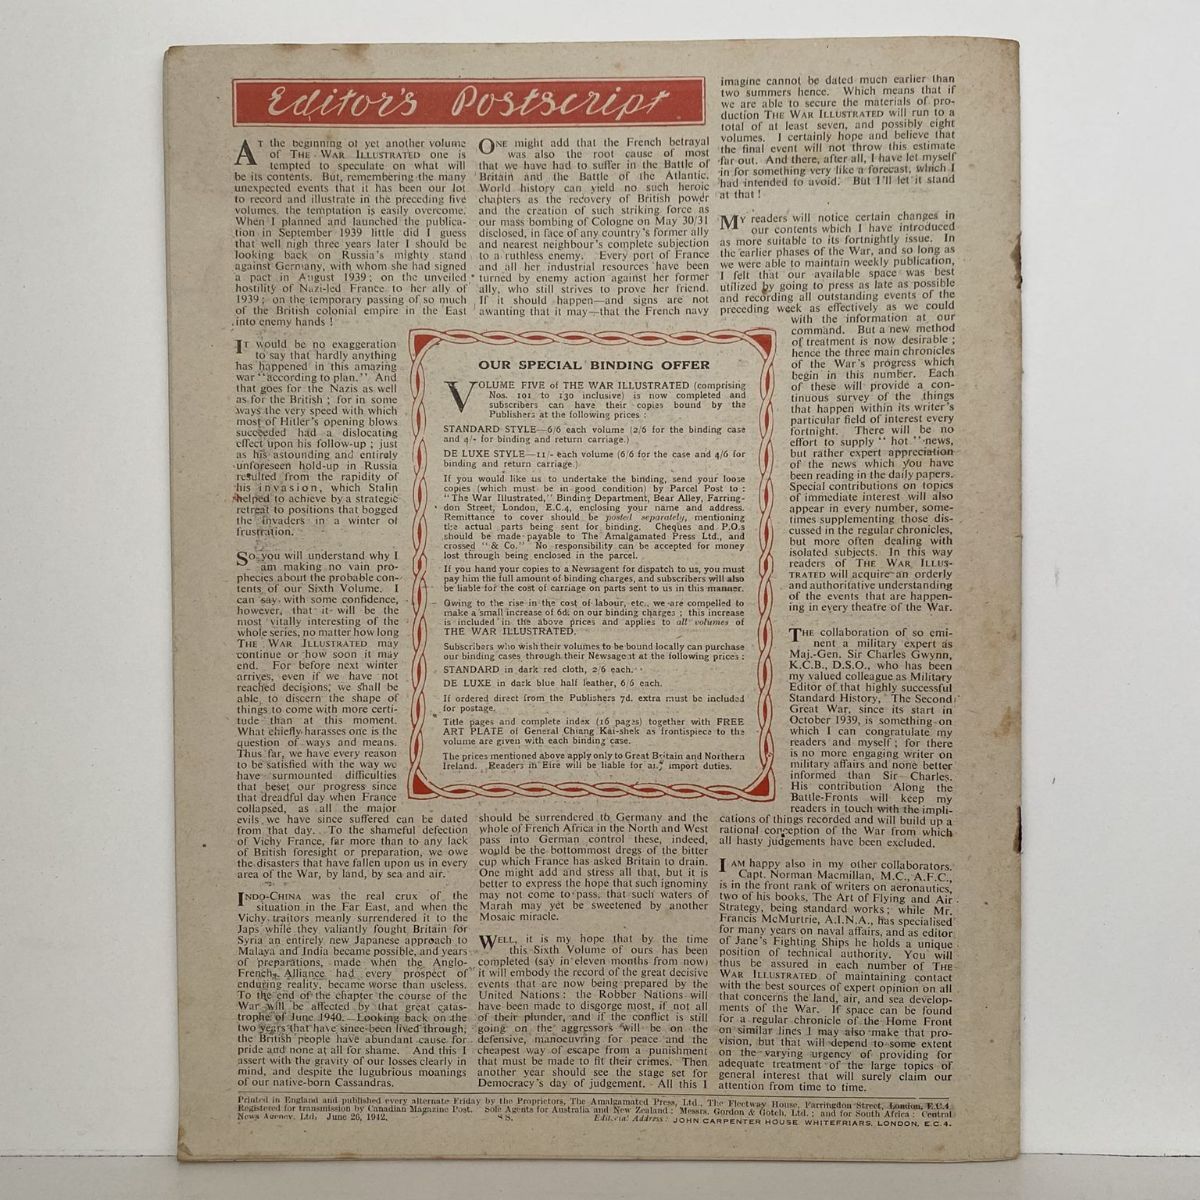 Editor's Postscript
AT the beginning of yet another volume
of THE WAR ILLUSTRATED one is
tempted to speculate on what will
be its contents. But, remembering the many
unexpected events that it has been our lot
to record and illustrate in the preceding five
volumes, the temptation is easily overcome.
When I planned and launched the publica-
tion in September 1939 little did I guess
that well nigh three years later I should be
looking back on Russia's mighty stand
against Germany, with whom she had signed
a pact in August 1939; on the unveiled
hostility of Nazi-led France to her ally of
1939; on the temporary passing of so much
of the British colonial empire in the East
into enemy hands!
IT would be no exaggeration
to say that hardly anything
has happened in this amazing
war "according to plan." And
that goes for the Nazis as well
as for the British; for in some
ways the very speed with which
most of Hitler's opening blows
succeeded had a dislocating
effect upon his follow-up; just
as his astounding and entirely
unforeseen hold-up in Russia
resulted from the rapidity of
his invasion, which Stalin
helped to achieve by a strategic
retreat to positions that bogged
the invaders in a winter of
frustration.
SO you will understand why I
am making no vain pro-
phecies about the probable con-
tents of our Sixth Volume. I
can say with some confidence,
however, that it will be the
most vitally interesting of the
whole series, no matter how long
THE WAR ILLUSTRATED may
continue or how soon it may
end. For before next winter
arrives, even if we have not
reached decisions, we shall be
able to discern the shape of
things to come with more certi-
tude than at this moment.
What chiefly harasses one is the
question of ways and means.
Thus far, we have every reason
to be satisfied with the way we
have surmounted difficulties
that beset our progress since
that dreadful day when France
collapsed, as all the major
evils we have since suffered can be dated
from that day. To the shameful defection
of Vichy France, far more than to any lack
of British foresight or preparation, we owe
the disasters that have fallen upon us in every
area of the War, by land, by sea and air.
INDO-CHINA was the real crux of the
situation in the Far East, and when the
Vichy traitors meanly surrendered it to the
Japs while they valiantly fought Britain for
Syria an entirely new Japanese approach to
Malaya and India became possible, and years
of preparations, made when the Anglo-
French Alliance had every prospect of
enduring reality, became worse than useless.
To the end of the chapter the course of the
War will be affected by that great catas-
trophe of June 1940. Looking back on the
two years that have since been lived through,
the British people have abundant cause for
pride and none at all for shame. And this I
assert with the gravity of our losses clearly in
mind, and despite the lugubrious moanings
of our native-born Cassandras.
ONE might add that the French betrayal
was also the root cause of most
that we have had to suffer in the Battle of
Britain and the Battle of the Atlantic.
World history can yield no such heroic
chapters as the recovery of British power
and the creation of such striking force as
our mass bombing of Cologne on May 30/31
disclosed, in face of any country's former ally
and nearest neighbour's complete subjection
to a ruthless enemy. Every port of France
and all her industrial resources have been
turned by enemy action against her former
ally, who still strives to prove her friend.
If it should happen—and signs are not
awanting that it may—that the French navy
OUR SPECIAL BINDING OFFER
VOLUME FIVE of THE WAR ILLUSTRATED (comprising
Nos. 101 to 130 inclusive) is now completed and
subscribers can have their copies bound by the
Publishers at the following prices:
STANDARD STYLE—6/6 each volume (2/6 for the binding case
and 4/- for binding and return carriage.)
DE LUXE STYLE—11/- each volume (6/6 for the case and 4/6 for
binding and return carriage.)
If you would like us to undertake the binding, send your loose
copies (which must be in good condition) by Parcel Post to:
"The War Illustrated," Binding Department, Bear Alley, Farring-
don Street, London, E.C.4, enclosing your name and address.
Remittance to cover should be posted separately, mentioning
the actual parts being sent for binding. Cheques and P.O.s
should be made payable to The Amalgamated Press Ltd., and
crossed "& Co." No responsibility can be accepted for money
lost through being enclosed in the parcel.
If you hand your copies to a Newsagent for dispatch to us, you must
pay him the full amount of binding charges, and subscribers will also
be liable for the cost of carriage on parts sent to us in this manner.
Owing to the rise in the cost of labour, etc., we are compelled to
make a small increase of 6d. on our binding charges; this increase
is included in the above prices and applies to all volumes of
THE WAR ILLUSTRATED.
Subscribers who wish their volumes to be bound locally can purchase
our binding cases through their Newsagent at the following prices:
STANDARD in dark red cloth, 2/6 each.
DE LUXE in dark blue half leather, 6/6 each.
If ordered direct from the Publishers 7d. extra must be included
for postage.
Title pages and complete index (16 pages) together with FREE
ART PLATE of General Chiang Kai-shek as frontispiece to the
volume are given with each binding case.
The prices mentioned above apply only to Great Britain and Northern
Ireland. Readers in Eire will be liable for any import duties.
should be surrendered to Germany and the
whole of French Africa in the North and West
pass into German control these, indeed,
would be the bottommost dregs of the bitter
cup which France has asked Britain to drain.
One might add and stress all that, but it is
better to express the hope that such ignominy
may not come to pass, that such waters of
Marah may yet be sweetened by another
Mosaic miracle.
WELL, it is my hope that by the time
this Sixth Volume of ours has been
completed (say in eleven months from now)
it will embody the record of the great decisive
events that are now being prepared by the
United Nations: the Robber Nations will
have been made to disgorge most, if not all
of their plunder, and if the conflict is still
going on the aggressors will be on the
defensive, manoeuvring for peace and the
cheapest way of escape from a punishment
that must be made to fit their crimes. Then
another year should see the stage set for
Democracy's day of judgement. All this I
imagine cannot be dated much earlier than
two summers hence. Which means that if
we are able to secure the materials of pro-
duction THE WAR ILLUSTRATED will run to a
total of at least seven, and possibly eight
volumes. I certainly hope and believe that
the final event will not throw this estimate
far out. And there, after all, I have let myself
in for something very like a forecast, which I
had intended to avoid. But I'll let it stand
at that!
MY readers will notice certain changes in
our contents which I have introduced
as more suitable to its fortnightly issue. In
the earlier phases of the War, and so long as
we were able to maintain weekly publication,
I felt that our available space was best
utilized by going to press as late as possible
and recording all outstanding events of the
preceding week as effectively as we could
with the information at our
command. But a new method
of treatment is now desirable;
hence the three main chronicles
of the War's progress which
begin in this number. Each
of these will provide a con-
tinuous survey of the things
that happen within its writer's
particular field of interest every
fortnight. There will be no
effort to supply "hot" news,
but rather expert appreciation
of the news which you have
been reading in the daily papers.
Special contributions on topics
of immediate interest will also
appear in every number, some-
times supplementing those dis-
cussed in the regular chronicles,
but more often dealing with
isolated subjects. In this way
readers of THE WAR ILLUS-
TRATED will acquire an orderly
and authoritative understanding
of the events that are happen-
ing in every theatre of the War.
THE collaboration of so emi-
nent a military expert as
Maj.-Gen. Sir Charles Gwynn,
K.C.B., D.S.O., who has been
my valued colleague as Military
Editor of that highly successful
Standard History, The Second
Great War, since its start in
October 1939, is something on
which I can congratulate my
readers and myself; for there
is no more engaging writer on
military affairs and none better
informed than Sir Charles.
His contribution Along the
Battle-Fronts will keep my
readers in touch with the impli-
cations of things recorded and will build up a
rational conception of the War from which
all hasty judgements have been excluded.
I AM happy also in my other collaborators.
Capt. Norman Macmillan, M.C., A.F.C.,
is in the front rank of writers on aeronautics,
two of his books, The Art of Flying and Air
Strategy, being standard works; while Mr.
Francis McMurtrie, A.I.N.A., has specialised
for many years on naval affairs, and as editor
of Jane's Fighting Ships he holds a unique
position of technical authority. You will
thus be assured in each number of THE
WAR ILLUSTRATED of maintaining contact
with the best sources of expert opinion on all
that concerns the land, air, and sea develop-
ments of the War. If space can be found
for a regular chronicle of the Home Front
on similar lines I may also make that pro-
vision, but that will depend to some extent
on the varying urgency of providing for
adequate treatment of the large topics of
general interest that will surely claim our
attention from time to time.
Printed in England and published every alternate Friday by the Proprietors, The Amalgamated Press, Ltd., The Fleetway House, Farringdon Street, London, E.C.4.
Registered for transmission by Canadian Magazine Post. Sole Agents for Australia and New Zealand: Messrs. Gordon & Gotch, Ltd.; and for South Africa: Central
News Agency, Ltd. June 26, 1942. S.S. Editorial Address: JOHN CARPENTER HOUSE, WHITEFRIARS, LONDON, E.C.4.